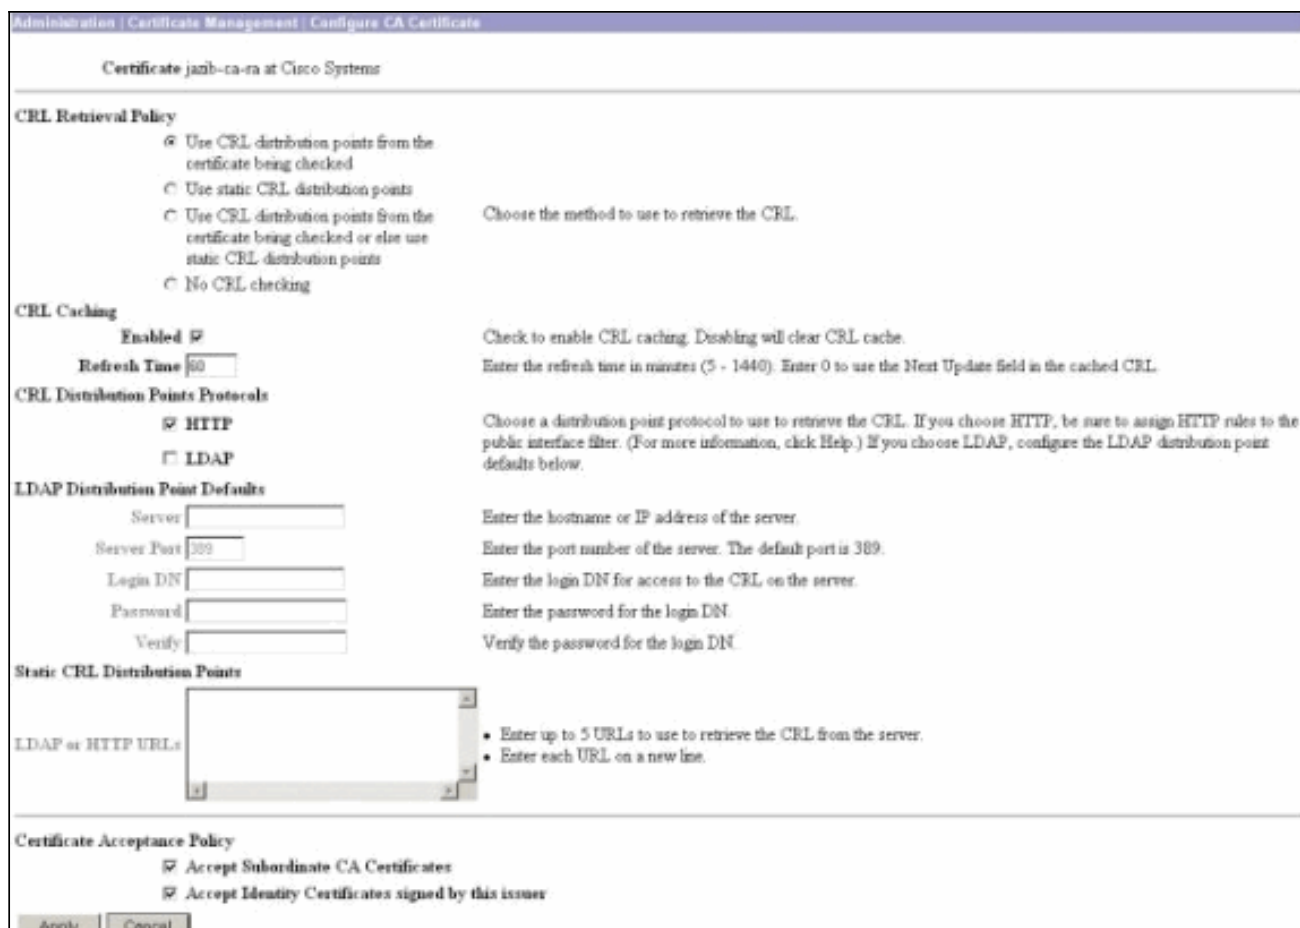 Administration | Certificate Management | Configure CA Certificate
Certificate jazib-ca-ra at Cisco Systems
CRL Retrieval Policy
Use CRL distribution points from the
certificate being checked
Use static CRL distribution points
Use CRL distribution points from the
certificate being checked or else use
static CRL distribution points
No CRL checking
Choose the method to use to retrieve the CRL.
CRL Caching
Enabled
Check to enable CRL caching. Disabling will clear CRL cache.
Refresh Time 60
Enter the refresh time in minutes (5 - 1440). Enter 0 to use the Next Update field in the cached CRL.
CRL Distribution Points Protocols
HTTP
LDAP
Choose a distribution point protocol to use to retrieve the CRL. If you choose HTTP, be sure to assign HTTP rules to the
public interface filter. (For more information, click Help.) If you choose LDAP, configure the LDAP distribution point
defaults below.
LDAP Distribution Point Defaults
Server
Enter the hostname or IP address of the server.
Server Port 389
Enter the port number of the server. The default port is 389.
Login DN
Enter the login DN for access to the CRL on the server.
Password
Enter the password for the login DN.
Verify
Verify the password for the login DN.
Static CRL Distribution Points
LDAP or HTTP URLs
• Enter up to 5 URLs to use to retrieve the CRL from the server.
• Enter each URL on a new line.
Certificate Acceptance Policy
Accept Subordinate CA Certificates
Accept Identity Certificates signed by this issuer
Apply Cancel